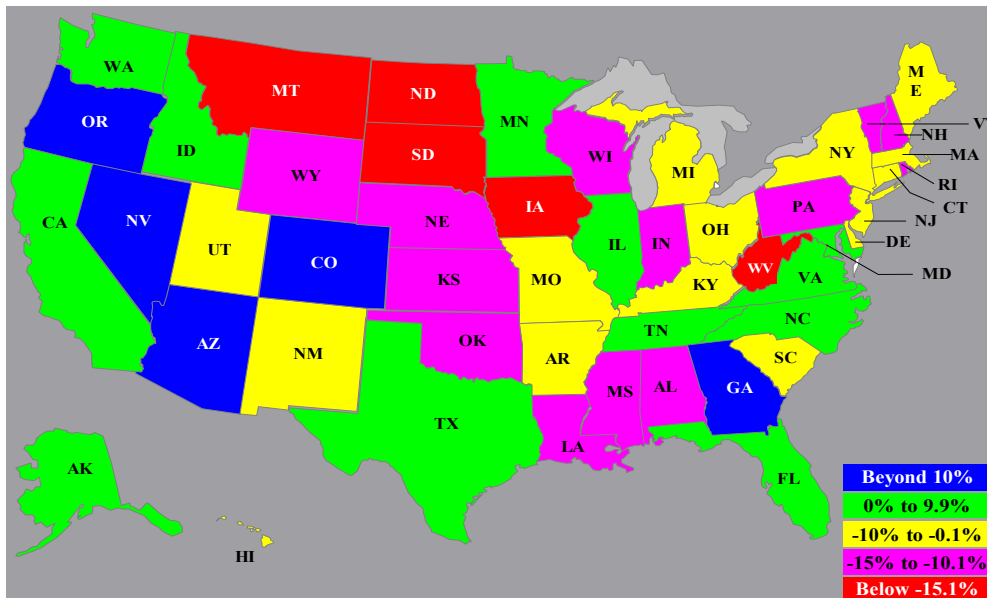 WA
MT
ND
MN
M
E
OR
ID
SD
WI
MI
NY
V
NH
MA
WY
IA
RI
CA
NV
NE
IL
IN
OH
PA
CT
NJ
UT
CO
KS
MO
KY
WV
VA
DE
MD
AZ
NM
OK
AR
TN
NC
SC
TX
MS
AL
GA
LA
FL
AK
HI
Beyond 10%
0% to 9.9%
-10% to -0.1%
-15% to -10.1%
Below -15.1%